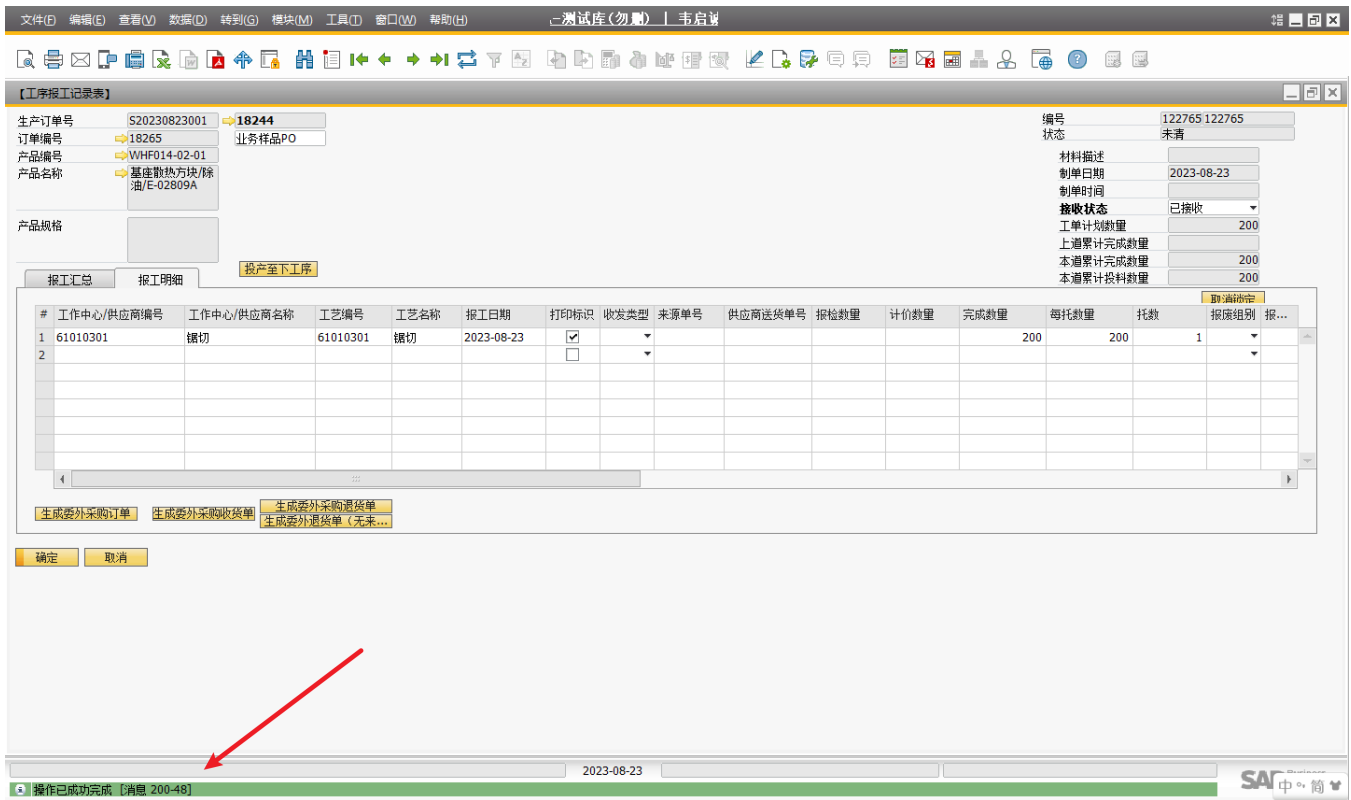 文件(F) 编辑(E) 查看(V) 数据(D) 转到(G) 模块(M) 工具(T) 窗口(W) 帮助(H) 测试库(勿删) | 韦启
【工序报工记录表】
生产订单号 S20230823001 18244 编号 122765 122765
订单编号 18265 业务样品PO 状态 未清
产品编号 WHF014-02-01 材料描述
产品名称 基座散热方块/除油/E-02809A 制单日期 2023-08-23
制单时间
接收状态 已接收
产品规格 工单计划数量 200
上道累计完成数量
本道累计完成数量 200
投产至下工序
报工汇总 报工明细 本道累计投料数量 200
取消锁定
# 工作中心/供应商编号 工作中心/供应商名称 工艺编号 工艺名称 报工日期 打印标识 收发类型 来源单号 供应商送货单号 报检数量 计价数量 完成数量 每托数量 托数 报废组别 报...
1 61010301 锯切 61010301 锯切 2023-08-23 200 200 1
2
生成委外采购订单 生成委外采购收货单 生成委外采购退货单
生成委外退货单（无来...
确定 取消
2023-08-23
操作已成功完成 [消息 200-48]
SAP Business
中 简